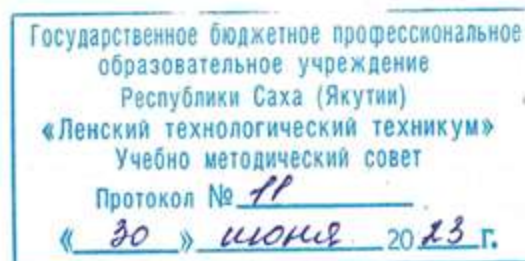 Государственное бюджетное профессиональное
образовательное учреждение
Республики Саха (Якутии)
«Ленский технологический техникум»
Учебно методический совет
Протокол № 11
« 30 » июня 2023 г.